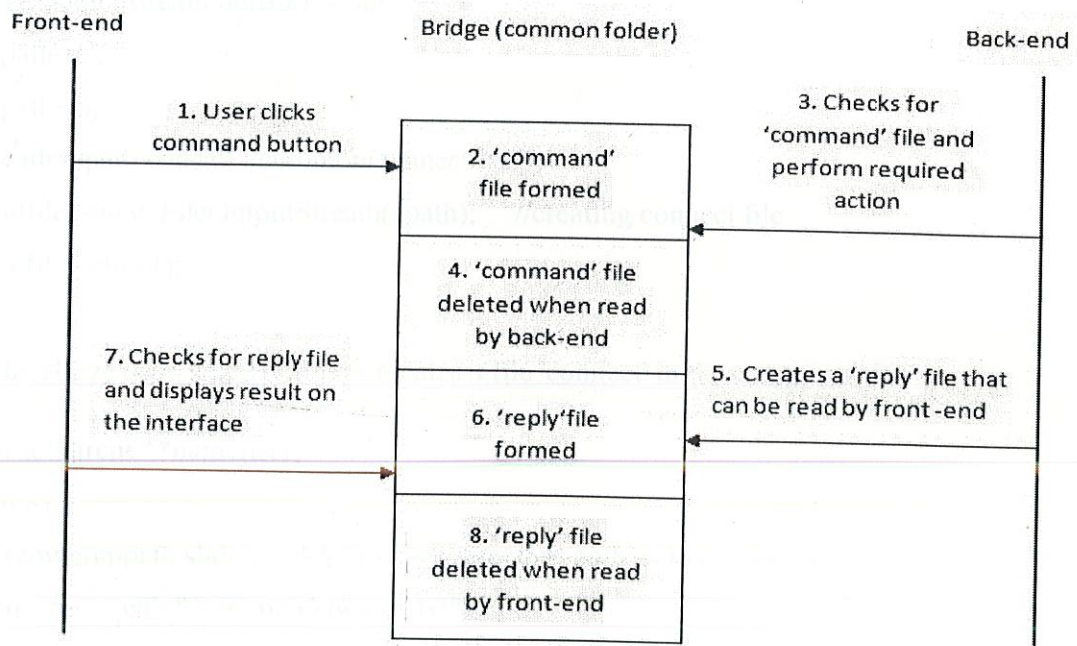 Front-end
Bridge (common folder)
Back-end
1. User clicks
command button
2. ‘command’
file formed
3. Checks for
‘command’ file and
perform required
action
4. ‘command’ file
deleted when read
by back-end
5. Creates a ‘reply’ file that
can be read by front -end
6. ‘reply‘file
formed
7. Checks for reply file
and displays result on
the interface
8. ‘reply’ file
deleted when read
by front-end